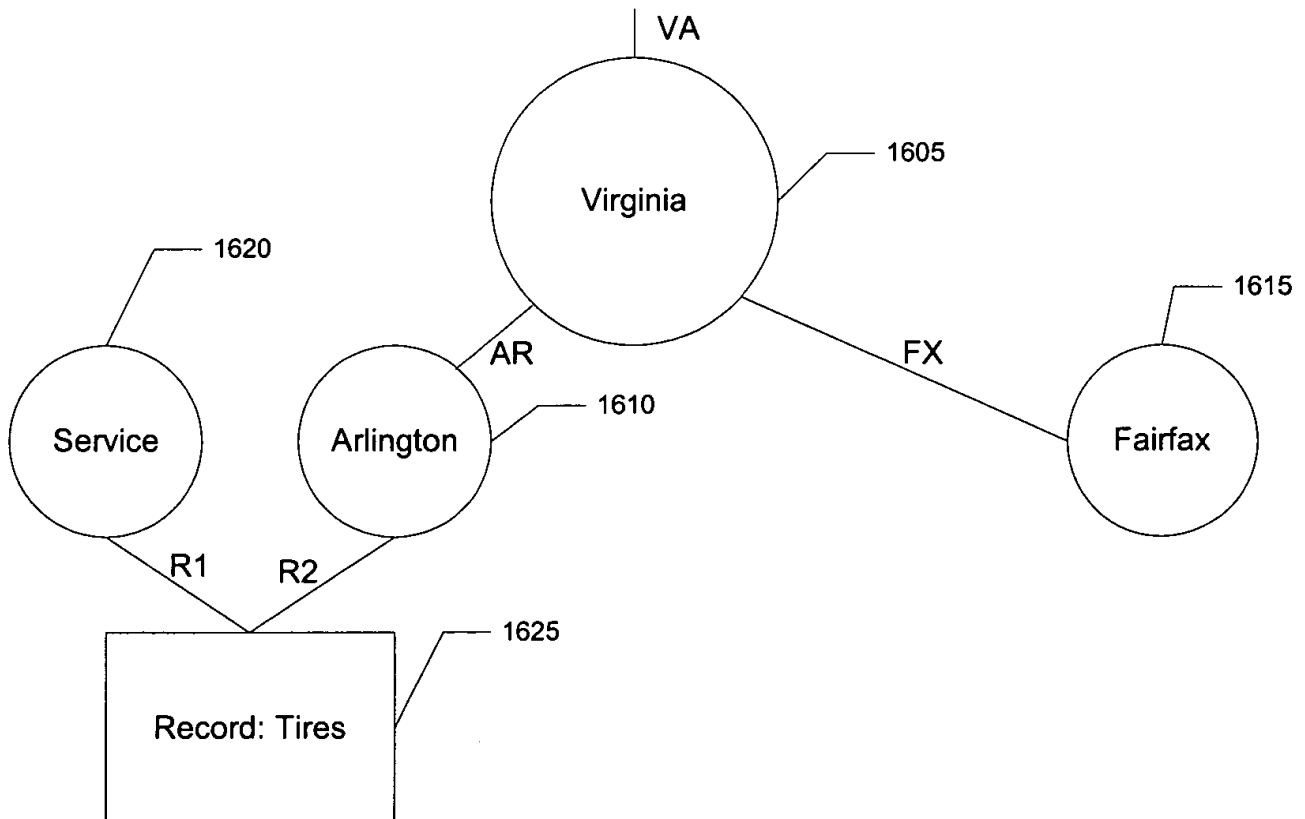 VA
1605
Virginia
1620
1615
AR
FX
1610
Service
Arlington
Fairfax
R1
R2
1625
Record: Tires